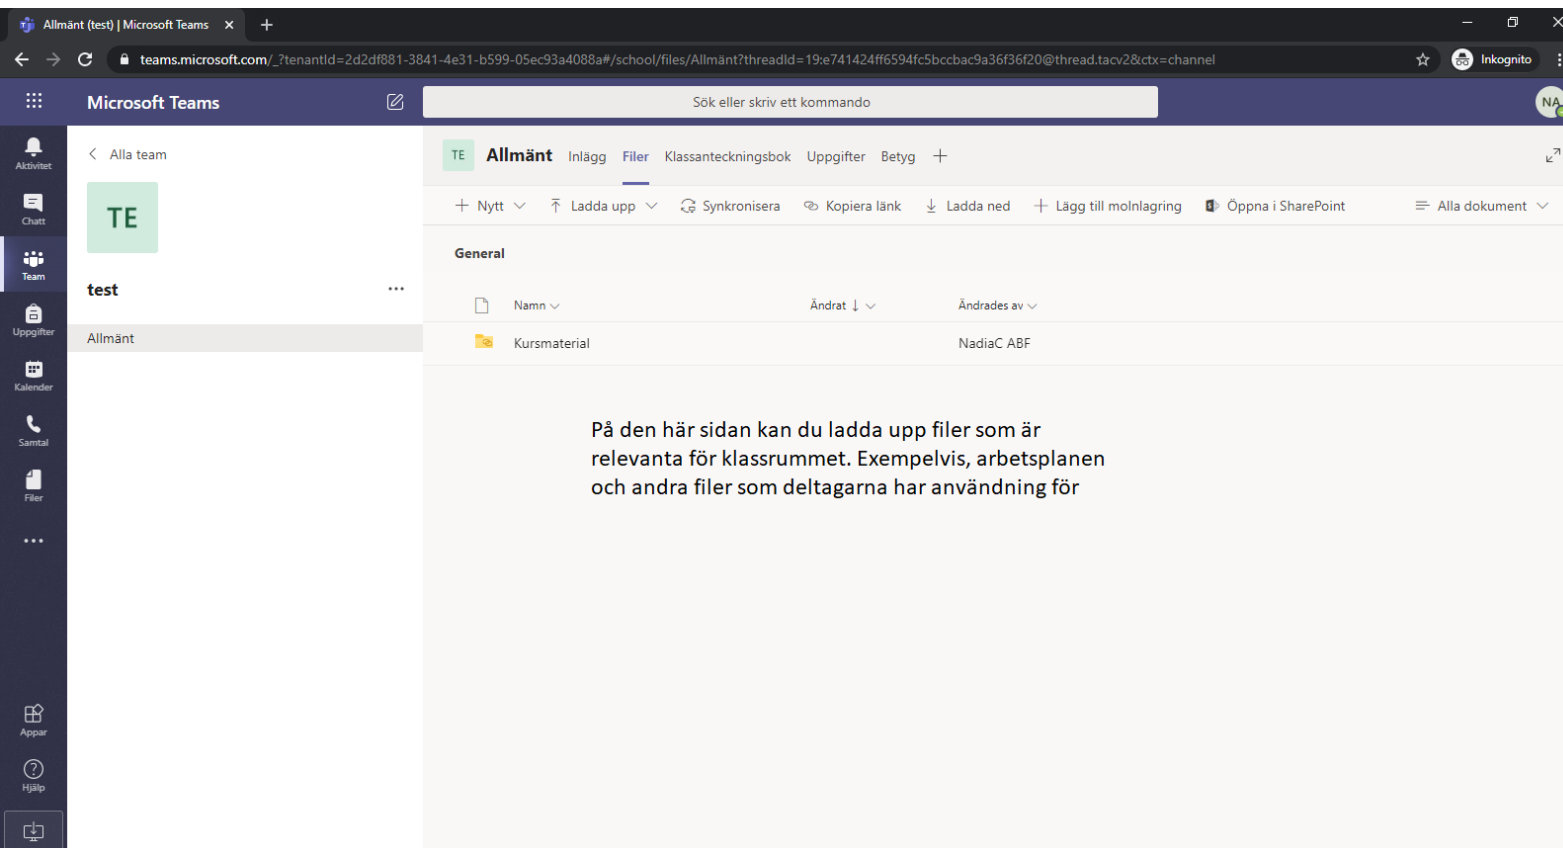 Allmänt (test) | Microsoft Teams
teams.microsoft.com/_?tenantId=2d2df881-3841-4e31-b599-05ec93a4088a#/school/files/Allmänt?threadId=19:e741424ff6594fc5bccbac9a36f36f20@thread.tacv2&ctx=channel
Inkognito
Microsoft Teams
Sök eller skriv ett kommando
NA
Aktivitet
Chatt
Team
Uppgifter
Kalender
Samtal
Filer
Appar
Hjälp
Alla team
TE
test
Allmänt
TE Allmänt Inlägg Filer Klassanteckningsbok Uppgifter Betyg
Nytt Ladda upp Synkronisera Kopiera länk Ladda ned Lägg till molnlagring Öppna i SharePoint Alla dokument
General
Namn Ändrat Ändrades av
Kursmaterial NadiaC ABF
På den här sidan kan du ladda upp filer som är
relevanta för klassrummet. Exempelvis, arbetsplanen
och andra filer som deltagarna har användning för